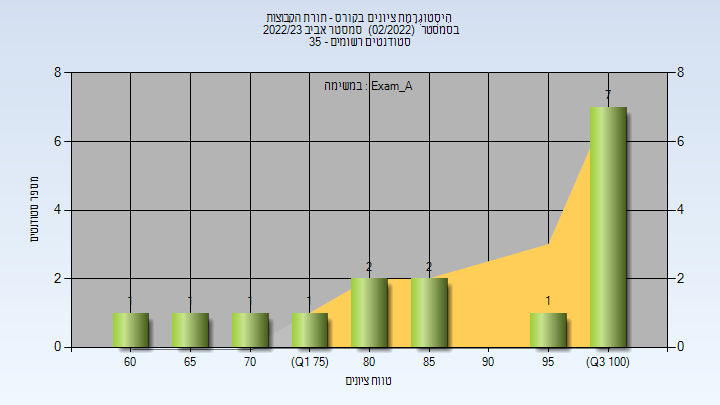 היסטוגרמת ציונים בקורס - תורת הקבוצות
בסמסטר (02/2022) סמסטר אביב 2022/23
סטודנטים רשומים - 35
במשימה : Exam_A
מספר סטודנטים
8 8
6 6
4 4
2 2
0 0
1 1 1 1 2 2 1 7
60 65 70 (Q1 75) 80 85 90 95 (Q3 100)
טווח ציונים